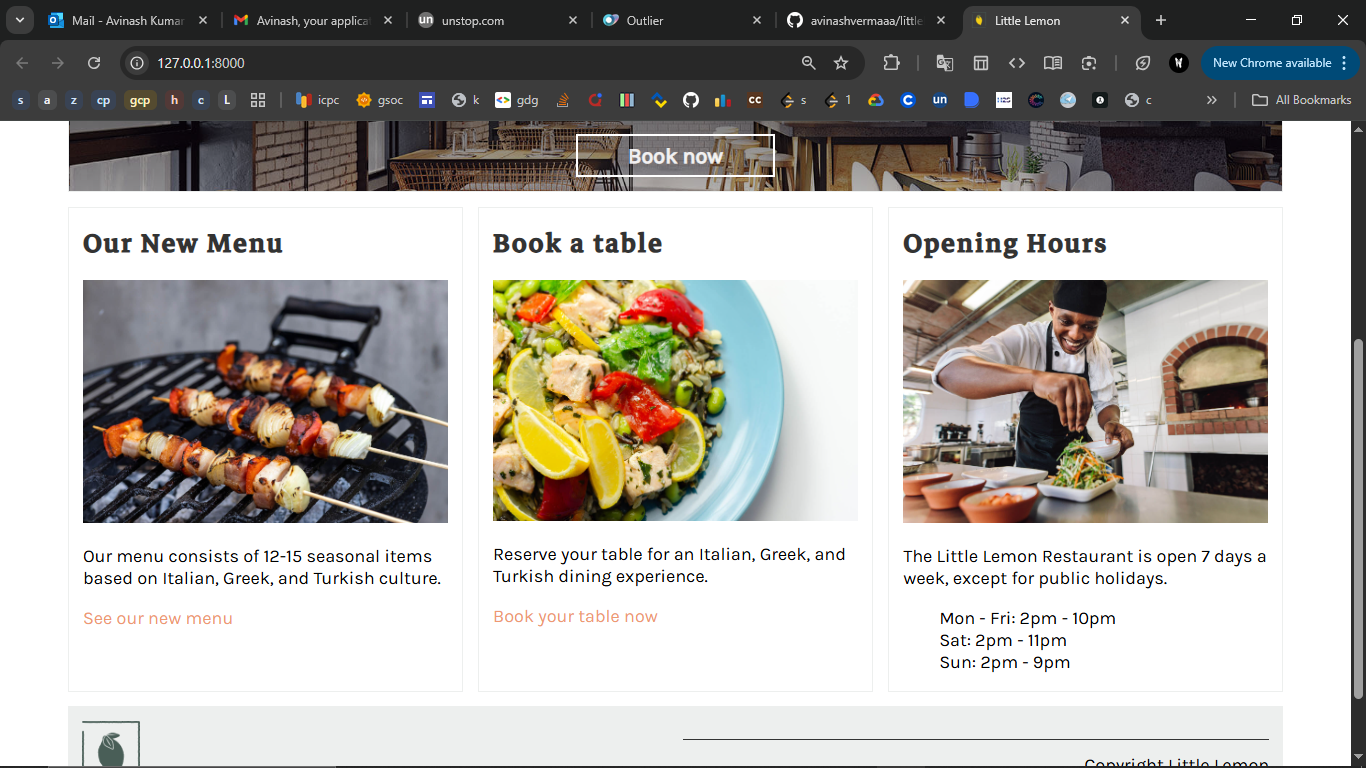 Mail - Avinash Kumar
Avinash, your applicat
unstop.com
Outlier
avinashvermaaa/little
Little Lemon
127.0.0.1:8000
New Chrome available
s
a
z
cp
gcp
h
c
L
icpc
gsoc
k
gdg
cc
s
1
un
c
All Bookmarks
Book now
Our New Menu
Book a table
Opening Hours
Our menu consists of 12-15 seasonal items
based on Italian, Greek, and Turkish culture.
See our new menu
Reserve your table for an Italian, Greek, and
Turkish dining experience.
Book your table now
The Little Lemon Restaurant is open 7 days a
week, except for public holidays.
Mon - Fri: 2pm - 10pm
Sat: 2pm - 11pm
Sun: 2pm - 9pm
Copyright Little Lemon